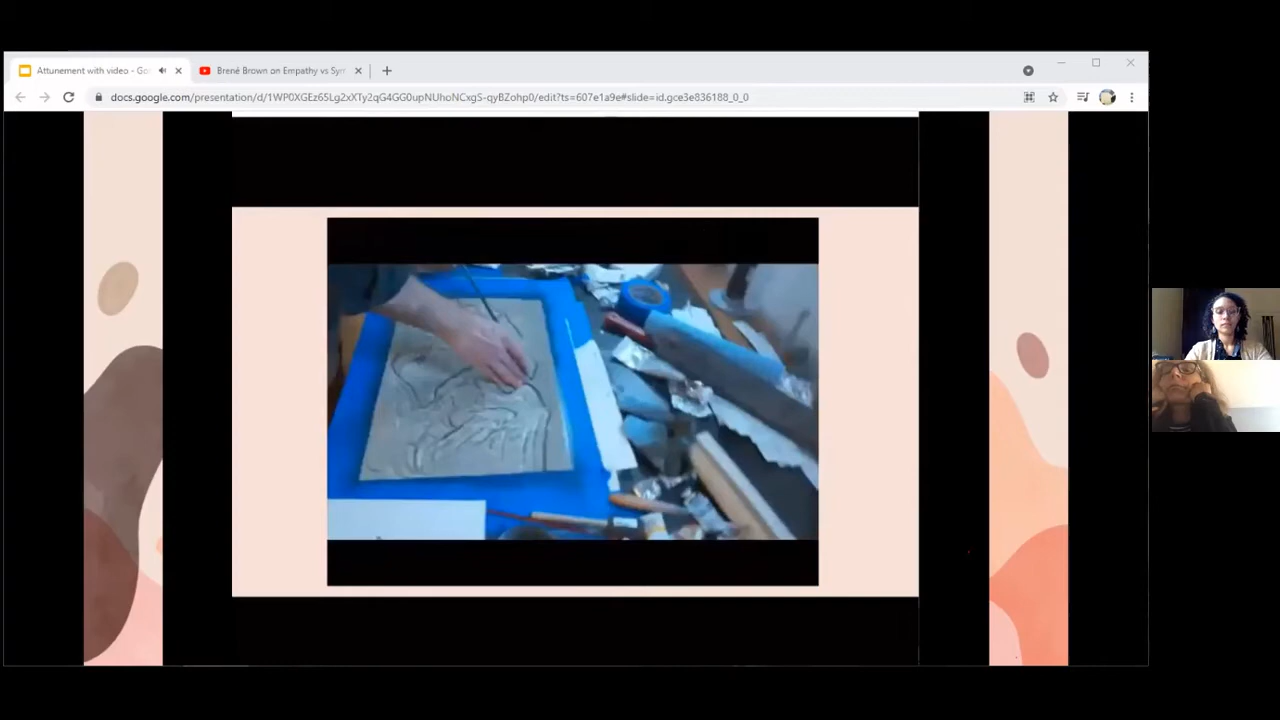 Attunement with video - Go
Brené Brown on Empathy vs Sym
docs.google.com/presentation/d/1WP0XGEz65Lg2xXTy2qG4GG0upNUhoNCxgS-qyBZohp0/edit?ts=607e1a9e#slide=id.gce3e836188_0_0